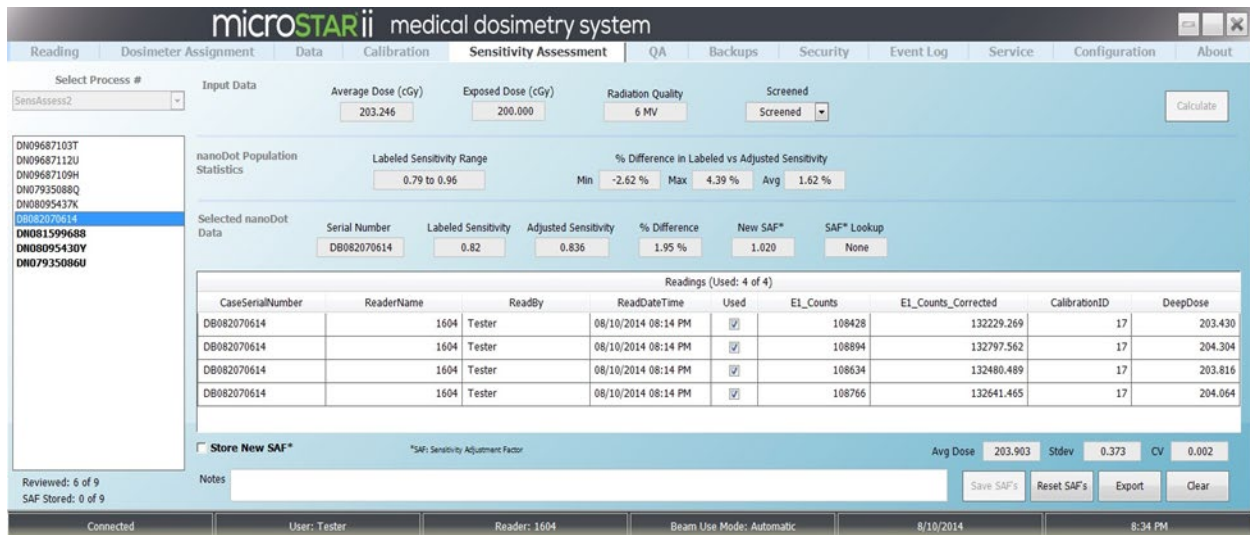 microSTARii medical dosimetry system
Reading Dosimeter Assignment Data Calibration Sensitivity Assessment QA Backups Security Event Log Service Configuration About
Select Process #
SensAssess2
Input Data
Average Dose (cGy) Exposed Dose (cGy) Radiation Quality Screened
203.246 200.000 6 MV Screened
Calculate
DN09687103T
DN09687112U
DN09687109H
DN07935088Q
DN08095437K
DB082070614
DN081599688
DN08095430Y
DN07935086U
nanoDot Population
Statistics
Labeled Sensitivity Range % Difference in Labeled vs Adjusted Sensitivity
0.79 to 0.96 Min -2.62 % Max 4.39 % Avg 1.62 %
Selected nanoDot
Data
Serial Number Labeled Sensitivity Adjusted Sensitivity % Difference New SAF* SAF* Lookup
DB082070614 0.82 0.836 1.95 % 1.020 None
Readings (Used: 4 of 4)
CaseSerialNumber ReaderName ReadBy ReadDateTime Used E1_Counts E1_Counts_Corrected CalibrationID DeepDose
DB082070614 1604 Tester 08/10/2014 08:14 PM 108428 132229.269 17 203.430
DB082070614 1604 Tester 08/10/2014 08:14 PM 108894 132797.562 17 204.304
DB082070614 1604 Tester 08/10/2014 08:14 PM 108634 132480.489 17 203.816
DB082070614 1604 Tester 08/10/2014 08:14 PM 108766 132641.465 17 204.064
Store New SAF* *SAF: Sensitivity Adjustment Factor Avg Dose 203.903 Stdev 0.373 CV 0.002
Reviewed: 6 of 9
SAF Stored: 0 of 9
Notes Save SAF's Reset SAF's Export Clear
Connected User: Tester Reader: 1604 Beam Use Mode: Automatic 8/10/2014 8:34 PM